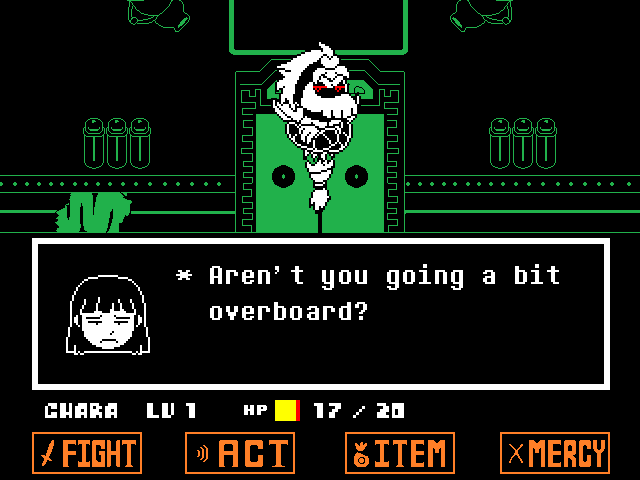 * Aren't you going a bit
overboard?
CHARA LV 1 HP 17 / 20
FIGHT ACT ITEM MERCY